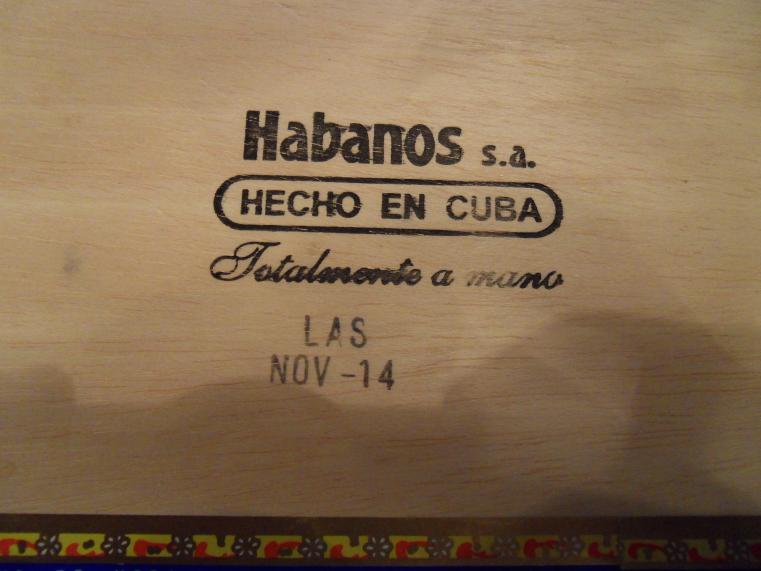 Habanos s.a.
HECHO EN CUBA
Totalmente a mano
LAS
NOV-14